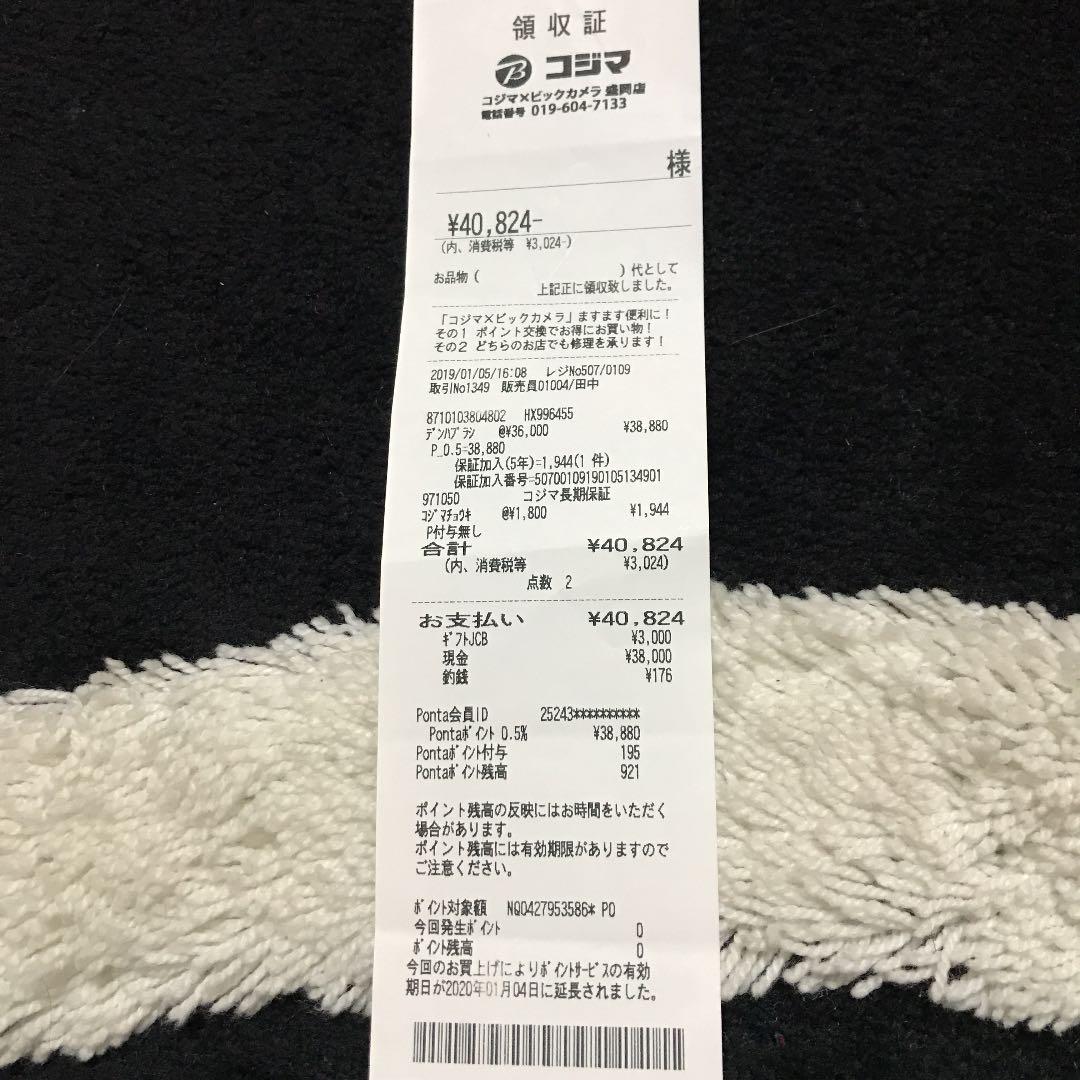 領収証
B コジマ
コジマ×ビックカメラ 盛岡店
電話番号 019-604-7133
様
¥40,824-
(内、消費税等 ¥3,024-)
お品物 ( )代として
上記正に領収致しました。
「コジマ×ビックカメラ」ますます便利に!
その1 ポイント交換でお得にお買い物!
その2 どちらのお店でも修理を承ります!
2019/01/05/16:08 レジNo507/0109
取引No1349 販売員01004/田中
8710103804802 HX996455
デンハブラシ @¥36,000 ¥38,880
P_0.5=38,880
保証加入(5年)=1,944(1 件)
保証加入番号=50700109190105134901
971050 コジマ長期保証
コジマチョウキ @¥1,800 ¥1,944
P付与無し
合計 ¥40,824
(内、消費税等 ¥3,024)
点数 2
お支払い ¥40,824
ギフトJCB ¥3,000
現金 ¥38,000
釣銭 ¥176
Ponta会員ID 25243**********
Pontaポイント 0.5% ¥38,880
Pontaポイント付与 195
Pontaポイント残高 921
ポイント残高の反映にはお時間をいただく
場合があります。
ポイント残高には有効期限がありますので
ご注意ください。
ポイント対象額 NQ0427953586* P0
今回発生ポイント 0
ポイント残高 0
今回のお買上げによりポイントサービスの有効
期日が2020年01月04日に延長されました。